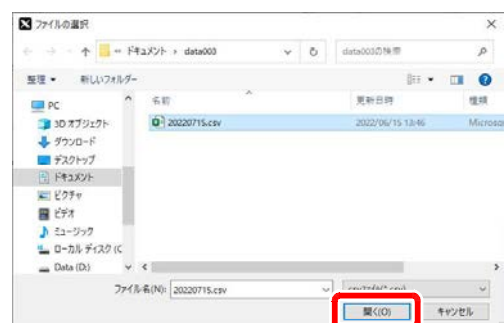 ファイルの選択
« ドキュメント › data003
data003の検索
整理 新しいフォルダー
名前 更新日時 種類
PC
3D オブジェクト
ダウンロード
デスクトップ
ドキュメント
ピクチャ
ビデオ
ミュージック
ローカル ディスク (C
Data (D:)
20220715.csv 2022/06/15 13:46 Microsof
ファイル名(N): 20220715.csv
開く(O) キャンセル